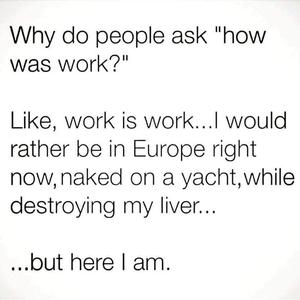 Why do people ask "how
was work?"
Like, work is work...I would
rather be in Europe right
now,naked on a yacht,while
destroying my liver...
...but here I am.